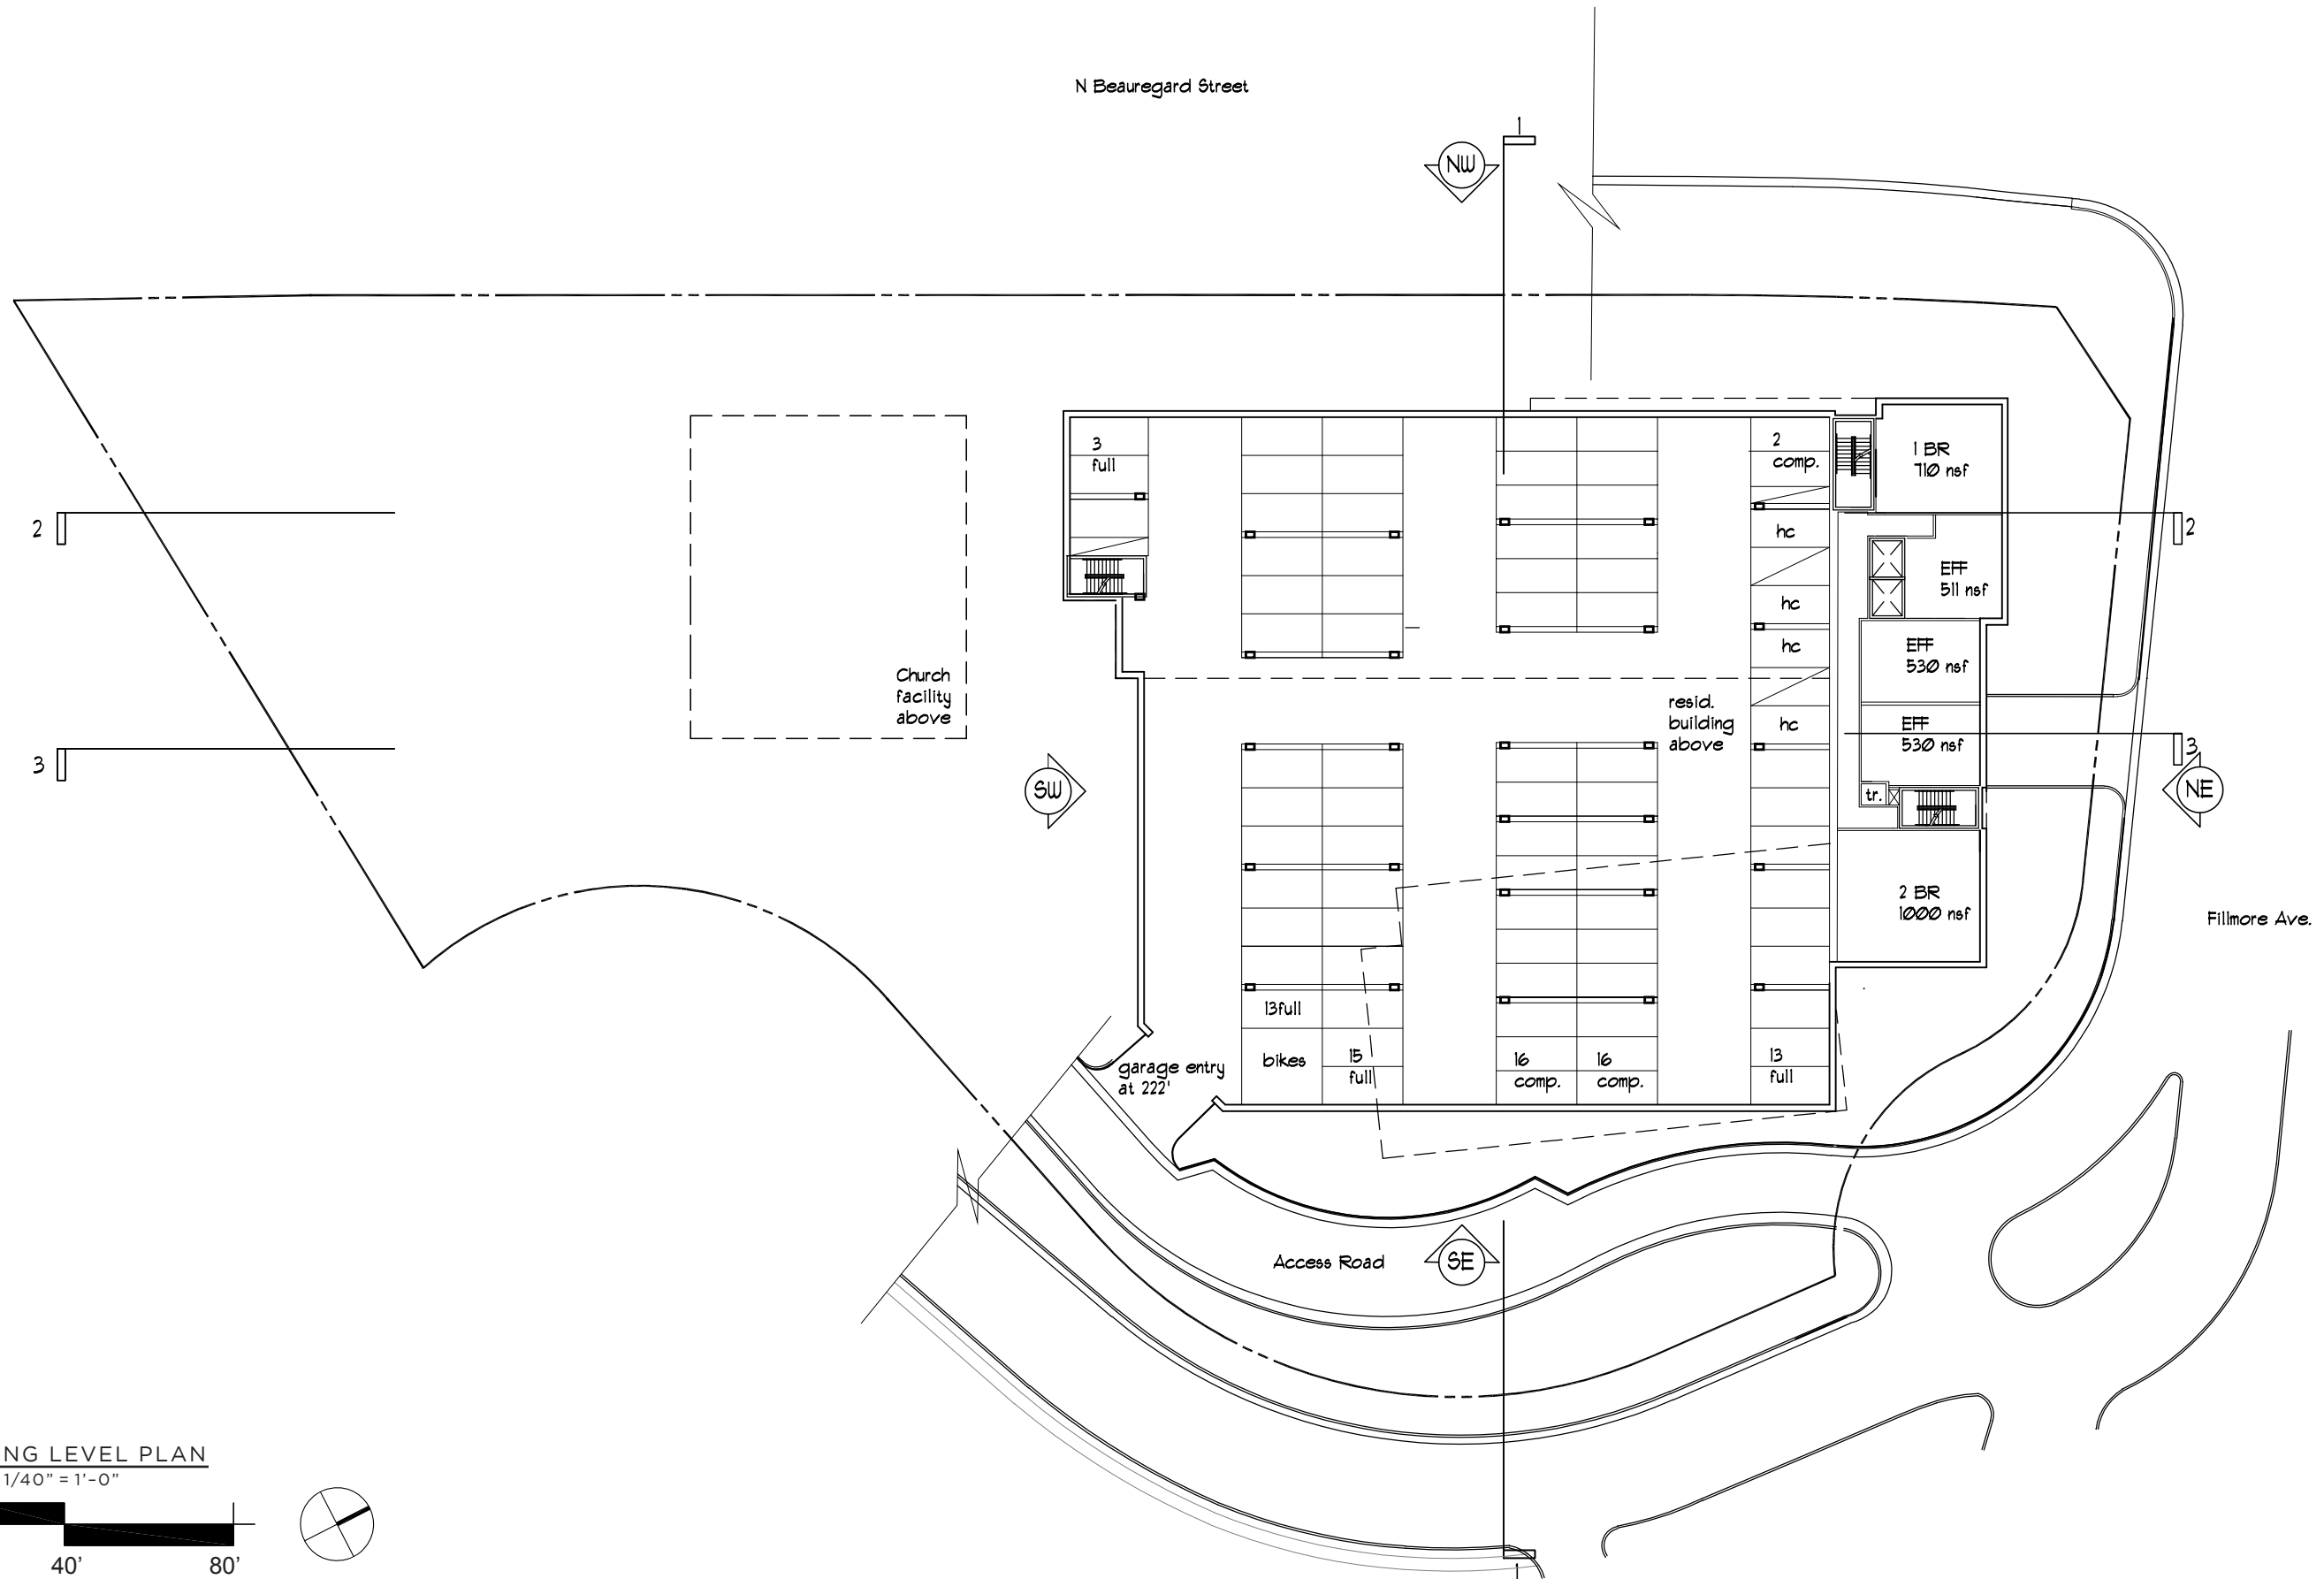 N Beauregard Street
1
NW
3
full
2
comp.
1 BR
710 nsf
2
hc
2
EFF
511 nsf
hc
hc
EFF
530 nsf
Church
facility
above
resid.
building
above
hc
EFF
530 nsf
3
3
SW
tr.
NE
2 BR
1000 nsf
Fillmore Ave.
13full
bikes
15
full
16
comp.
16
comp.
13
full
garage entry
at 222'
Access Road
SE
NG LEVEL PLAN
1/40" = 1'-0"
40'
80'
1